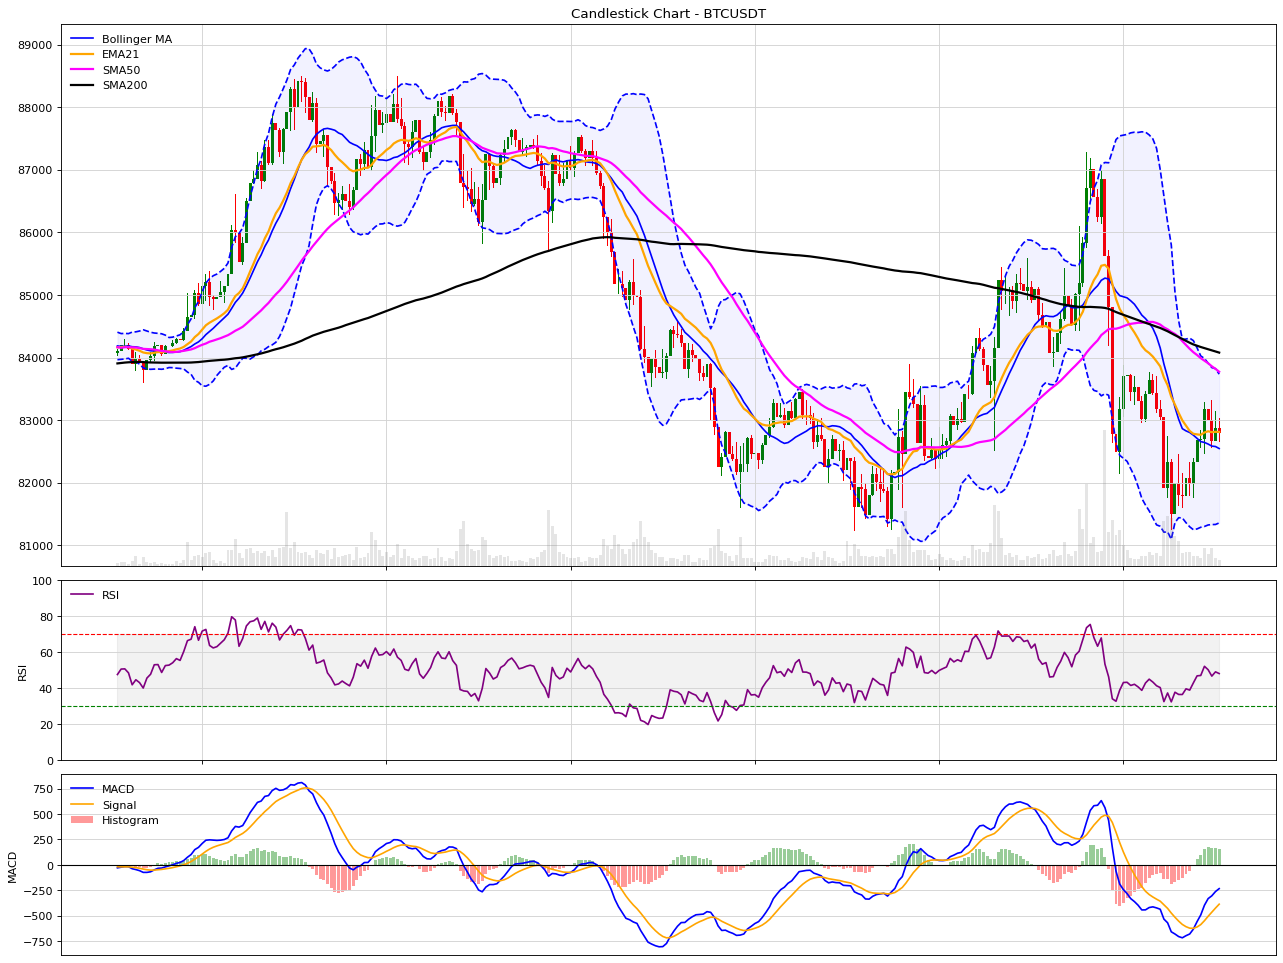 Candlestick Chart - BTCUSDT
Bollinger MA
EMA21
SMA50
SMA200
89000
88000
87000
86000
85000
84000
83000
82000
81000
RSI
RSI
100
80
60
40
20
0
MACD
Signal
Histogram
MACD
750
500
250
0
−250
−500
−750